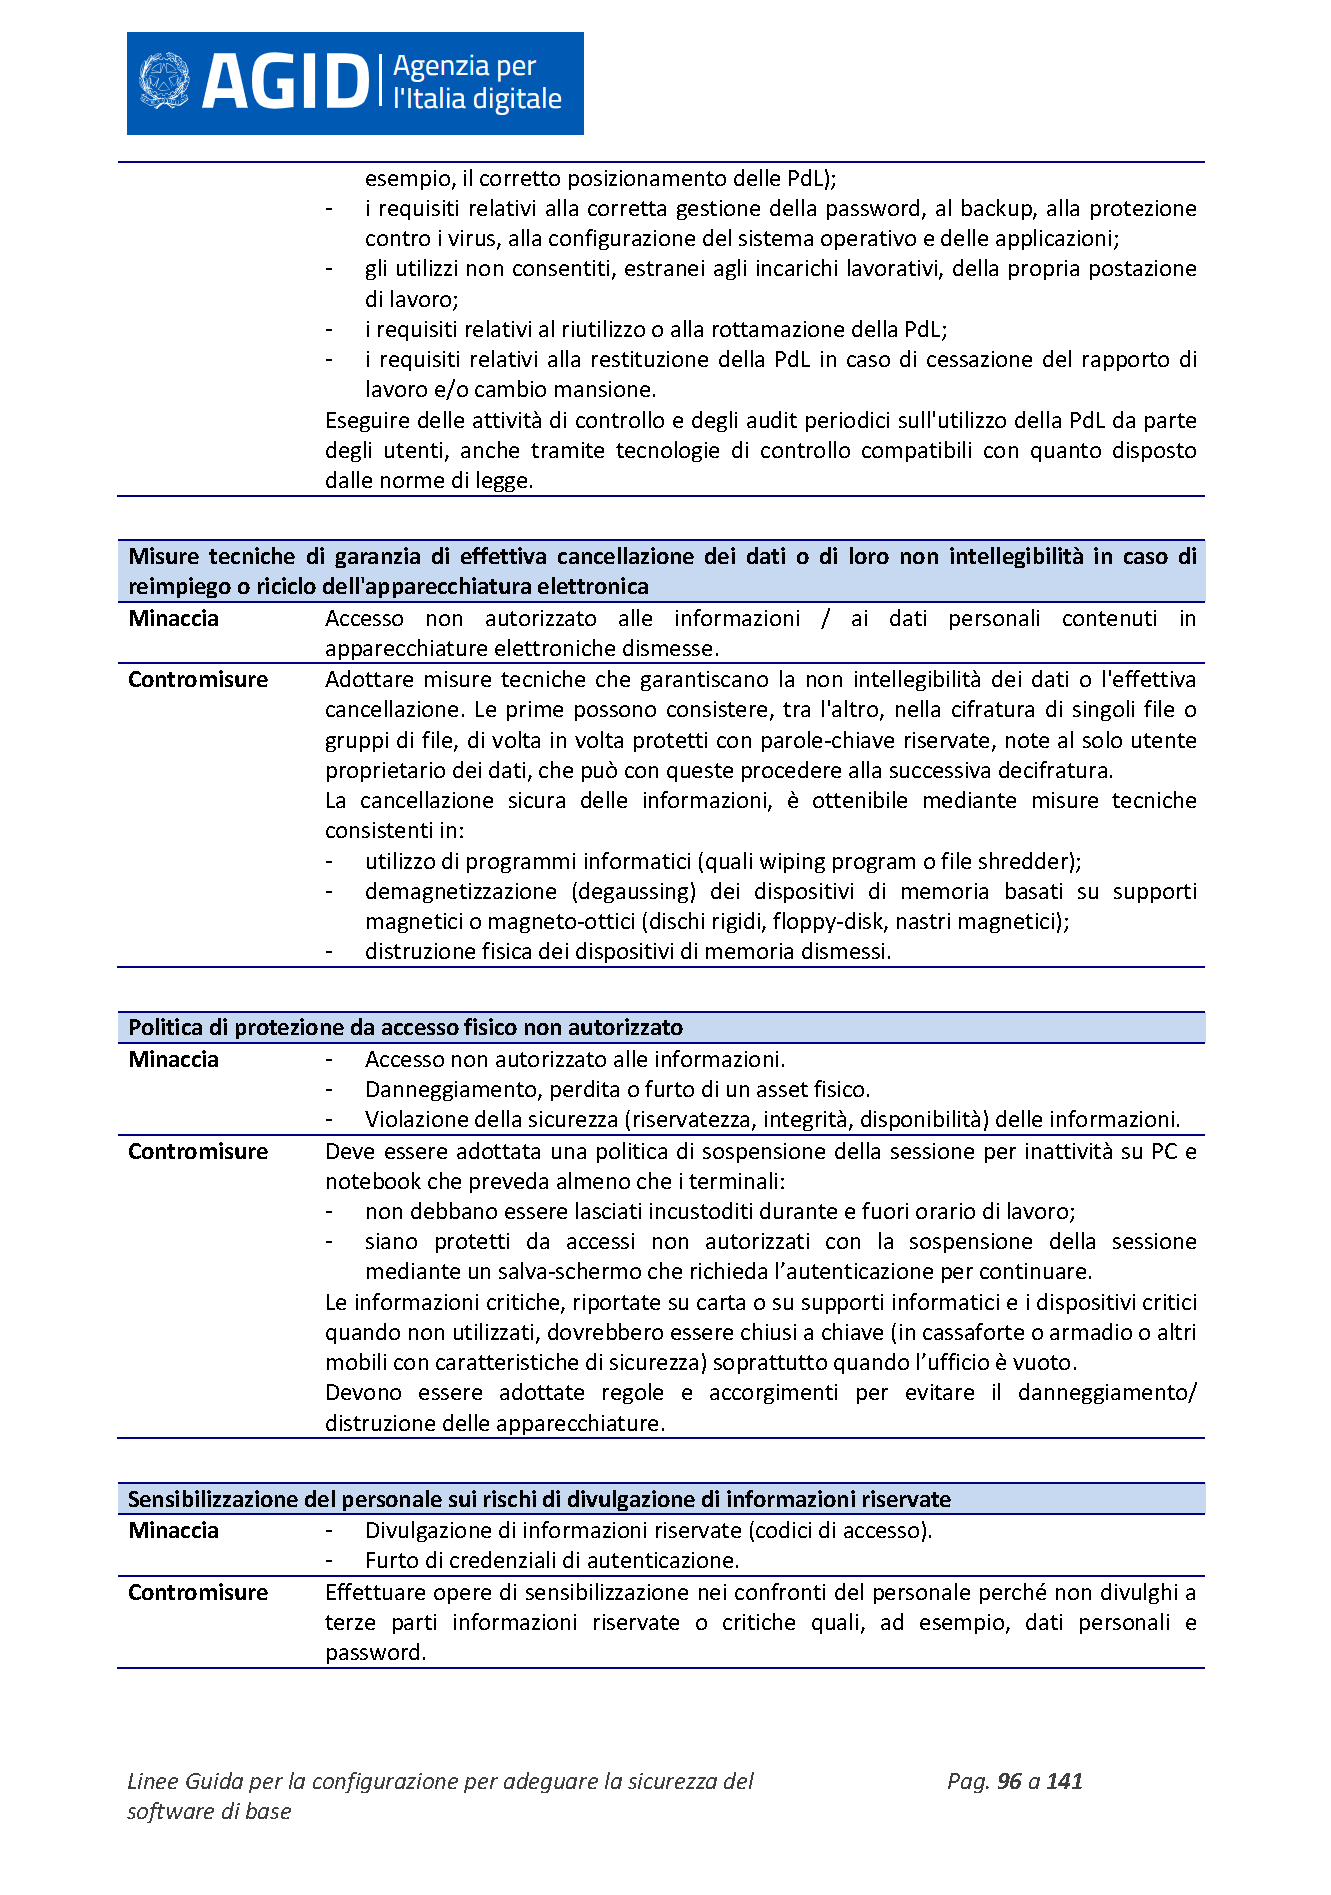 AGID
Agenzia per
l'Italia digitale
esempio, il corretto posizionamento delle PdL);
- i requisiti relativi alla corretta gestione della password, al backup, alla protezione
contro i virus, alla configurazione del sistema operativo e delle applicazioni;
- gli utilizzi non consentiti, estranei agli incarichi lavorativi, della propria postazione
di lavoro;
- i requisiti relativi al riutilizzo o alla rottamazione della PdL;
- i requisiti relativi alla restituzione della PdL in caso di cessazione del rapporto di
lavoro e/o cambio mansione.
Eseguire delle attività di controllo e degli audit periodici sull'utilizzo della PdL da parte
degli utenti, anche tramite tecnologie di controllo compatibili con quanto disposto
dalle norme di legge.
Misure tecniche di garanzia di effettiva cancellazione dei dati o di loro non intellegibilità in caso di
reimpiego o riciclo dell'apparecchiatura elettronica
Minaccia Accesso non autorizzato alle informazioni / ai dati personali contenuti in
apparecchiature elettroniche dismesse.
Contromisure Adottare misure tecniche che garantiscano la non intellegibilità dei dati o l'effettiva
cancellazione. Le prime possono consistere, tra l'altro, nella cifratura di singoli file o
gruppi di file, di volta in volta protetti con parole-chiave riservate, note al solo utente
proprietario dei dati, che può con queste procedere alla successiva decifratura.
La cancellazione sicura delle informazioni, è ottenibile mediante misure tecniche
consistenti in:
- utilizzo di programmi informatici (quali wiping program o file shredder);
- demagnetizzazione (degaussing) dei dispositivi di memoria basati su supporti
magnetici o magneto-ottici (dischi rigidi, floppy-disk, nastri magnetici);
- distruzione fisica dei dispositivi di memoria dismessi.
Politica di protezione da accesso fisico non autorizzato
Minaccia - Accesso non autorizzato alle informazioni.
- Danneggiamento, perdita o furto di un asset fisico.
- Violazione della sicurezza (riservatezza, integrità, disponibilità) delle informazioni.
Contromisure Deve essere adottata una politica di sospensione della sessione per inattività su PC e
notebook che preveda almeno che i terminali:
- non debbano essere lasciati incustoditi durante e fuori orario di lavoro;
- siano protetti da accessi non autorizzati con la sospensione della sessione
mediante un salva-schermo che richieda l’autenticazione per continuare.
Le informazioni critiche, riportate su carta o su supporti informatici e i dispositivi critici
quando non utilizzati, dovrebbero essere chiusi a chiave (in cassaforte o armadio o altri
mobili con caratteristiche di sicurezza) soprattutto quando l’ufficio è vuoto.
Devono essere adottate regole e accorgimenti per evitare il danneggiamento/
distruzione delle apparecchiature.
Sensibilizzazione del personale sui rischi di divulgazione di informazioni riservate
Minaccia - Divulgazione di informazioni riservate (codici di accesso).
- Furto di credenziali di autenticazione.
Contromisure Effettuare opere di sensibilizzazione nei confronti del personale perché non divulghi a
terze parti informazioni riservate o critiche quali, ad esempio, dati personali e
password.
Linee Guida per la configurazione per adeguare la sicurezza del Pag. 96 a 141
software di base